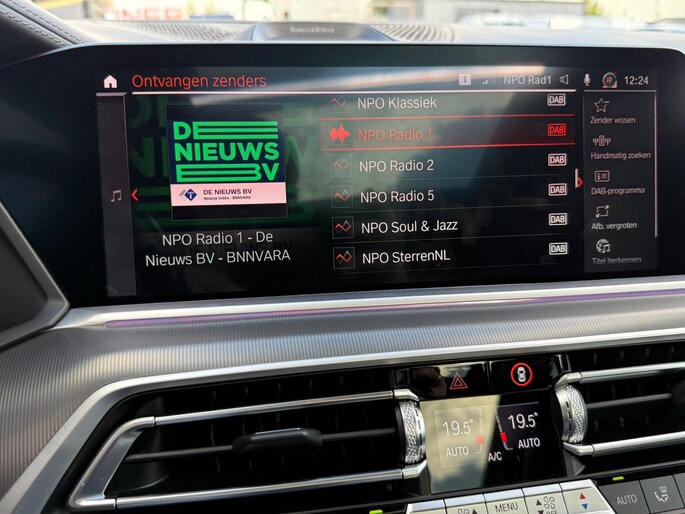 Bowers & Wilkins
Ontvangen zenders
NPO Rad1
12:24
DE
NIEUWS
BV
DE NIEUWS BV
NPO Radio 1 - De
Nieuws BV - BNNVARA
NPO Klassiek
DAB
NPO Radio 1
DAB
NPO Radio 2
DAB
NPO Radio 5
DAB
NPO Soul & Jazz
DAB
NPO SterrenNL
DAB
Zender wissen
Handmatig zoeken
DAB-programma
Afb. vergroten
Titel herkennen
19.5°
AUTO
A/C
19.5°
AUTO
MENU
OFF
AUTO